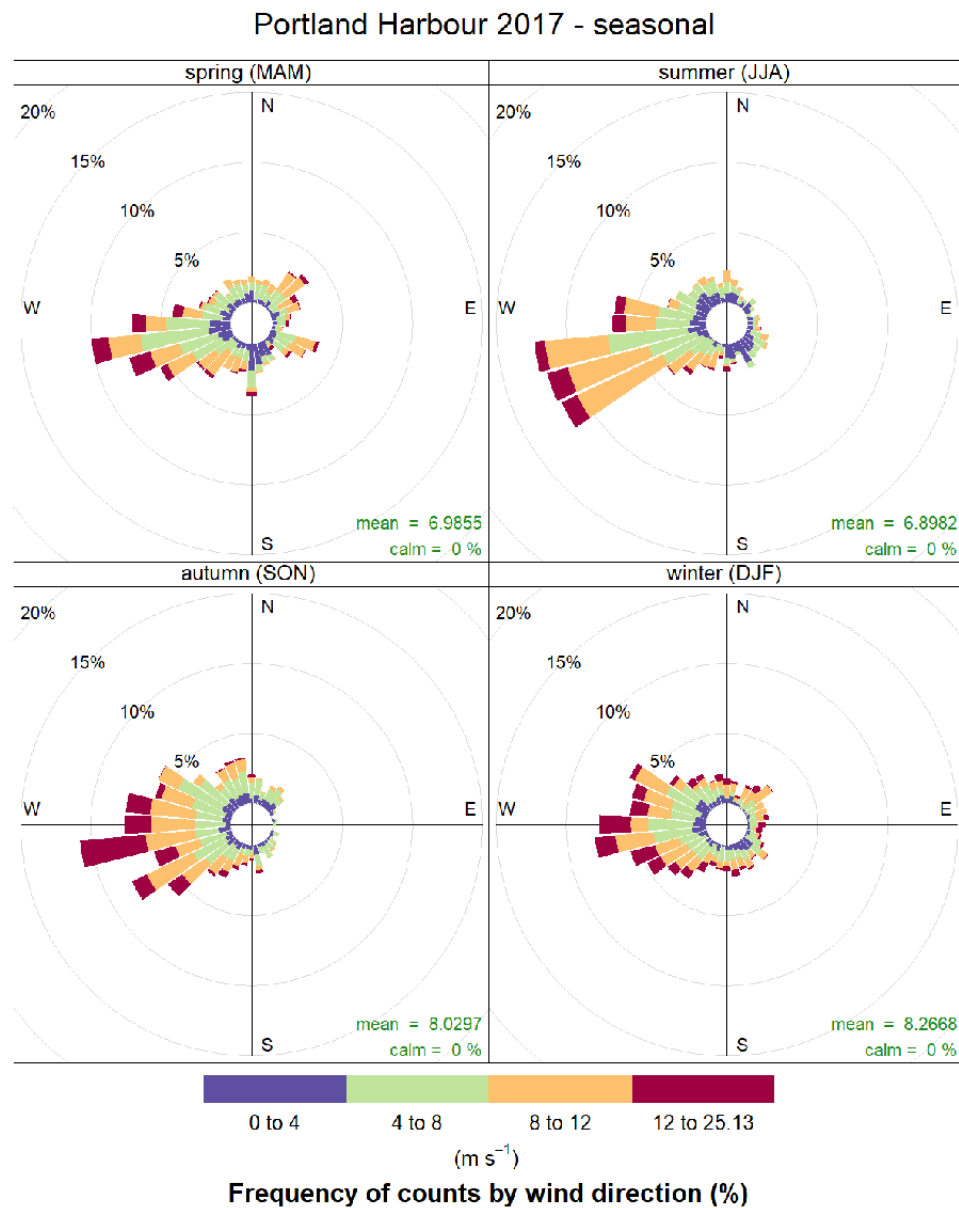 Portland Harbour 2017 - seasonal
spring (MAM)
summer (JJA)
20%
N
15%
10%
5%
W
E
S
mean = 6.9855
calm = 0 %
20%
N
15%
10%
5%
W
E
S
mean = 6.8982
calm = 0 %
autumn (SON)
winter (DJF)
20%
N
15%
10%
5%
W
E
S
mean = 8.0297
calm = 0 %
20%
N
15%
10%
5%
W
E
S
mean = 8.2668
calm = 0 %
0 to 4
4 to 8
8 to 12
12 to 25.13
(m s⁻¹)
Frequency of counts by wind direction (%)